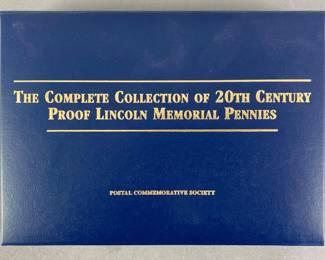 THE COMPLETE COLLECTION OF 20TH CENTURY
PROOF LINCOLN MEMORIAL PENNIES
POSTAL COMMEMORATIVE SOCIETY